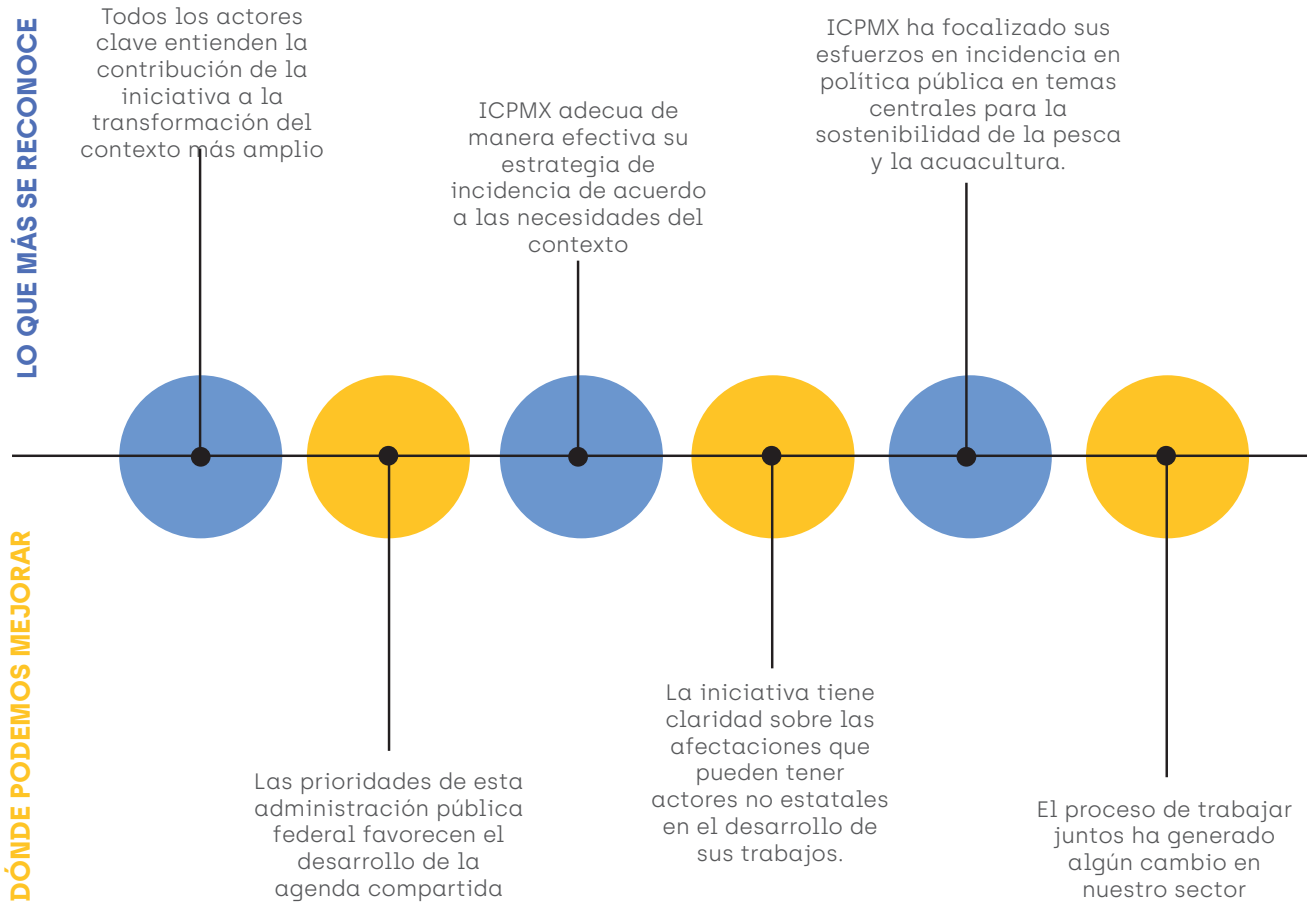 LO QUE MÁS SE RECONOCE
Todos los actores
clave entienden la
contribución de la
iniciativa a la
transformación del
contexto más amplio
ICPMX adecua de
manera efectiva su
estrategia de
incidencia de acuerdo
a las necesidades del
contexto
ICPMX ha focalizado sus
esfuerzos en incidencia en
política pública en temas
centrales para la
sostenibilidad de la pesca
y la acuacultura.
DÓNDE PODEMOS MEJORAR
Las prioridades de esta
administración pública
federal favorecen el
desarrollo de la
agenda compartida
La iniciativa tiene
claridad sobre las
afectaciones que
pueden tener
actores no estatales
en el desarrollo de
sus trabajos.
El proceso de trabajar
juntos ha generado
algún cambio en
nuestro sector